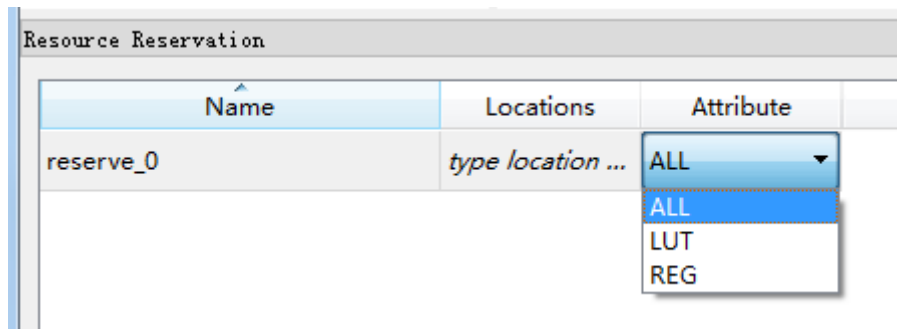 Resource Reservation
Name Locations Attribute
reserve_0 type location ... ALL
ALL
LUT
REG